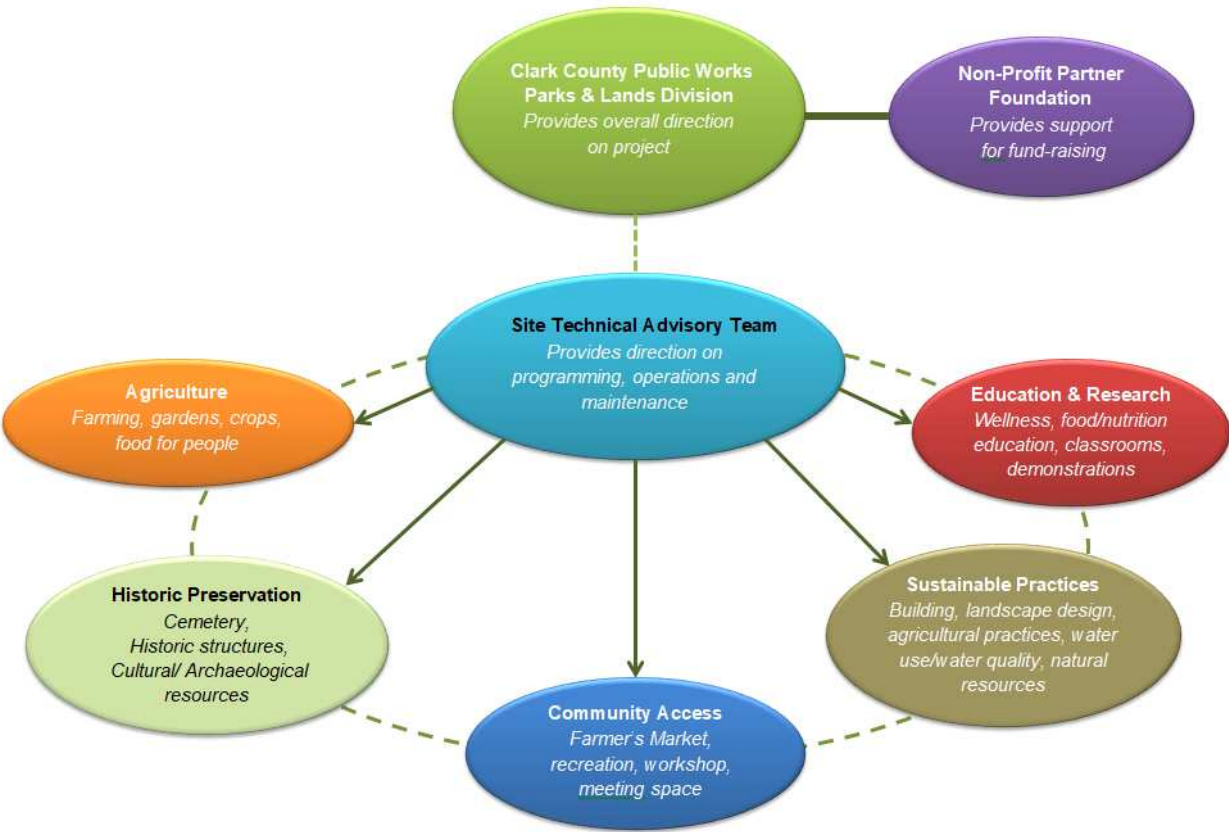 Clark County Public Works
Parks & Lands Division
Provides overall direction
on project
Non-Profit Partner
Foundation
Provides support
for fund-raising
Site Technical Advisory Team
Provides direction on
programming, operations and
maintenance
Agriculture
Farming, gardens, crops,
food for people
Education & Research
Wellness, food/nutrition
education, classrooms,
demonstrations
Historic Preservation
Cemetery,
Historic structures,
Cultural/ Archaeological
resources
Sustainable Practices
Building, landscape design,
agricultural practices, water
use/water quality, natural
resources
Community Access
Farmer's Market,
recreation, workshop,
meeting space